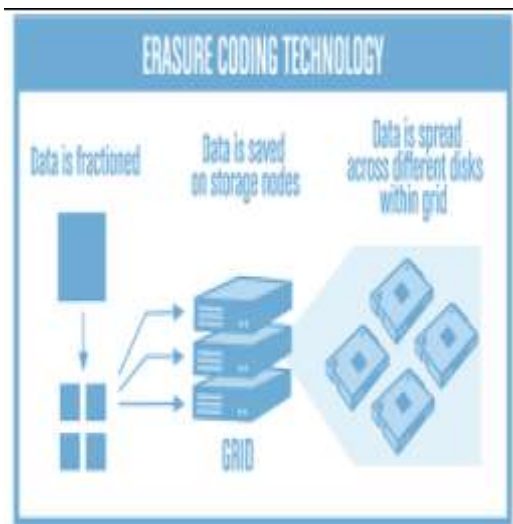 ERASURE CODING TECHNOLOGY
Data is fractioned
Data is saved
on storage nodes
Data is spread
across different disks
within grid
GRID